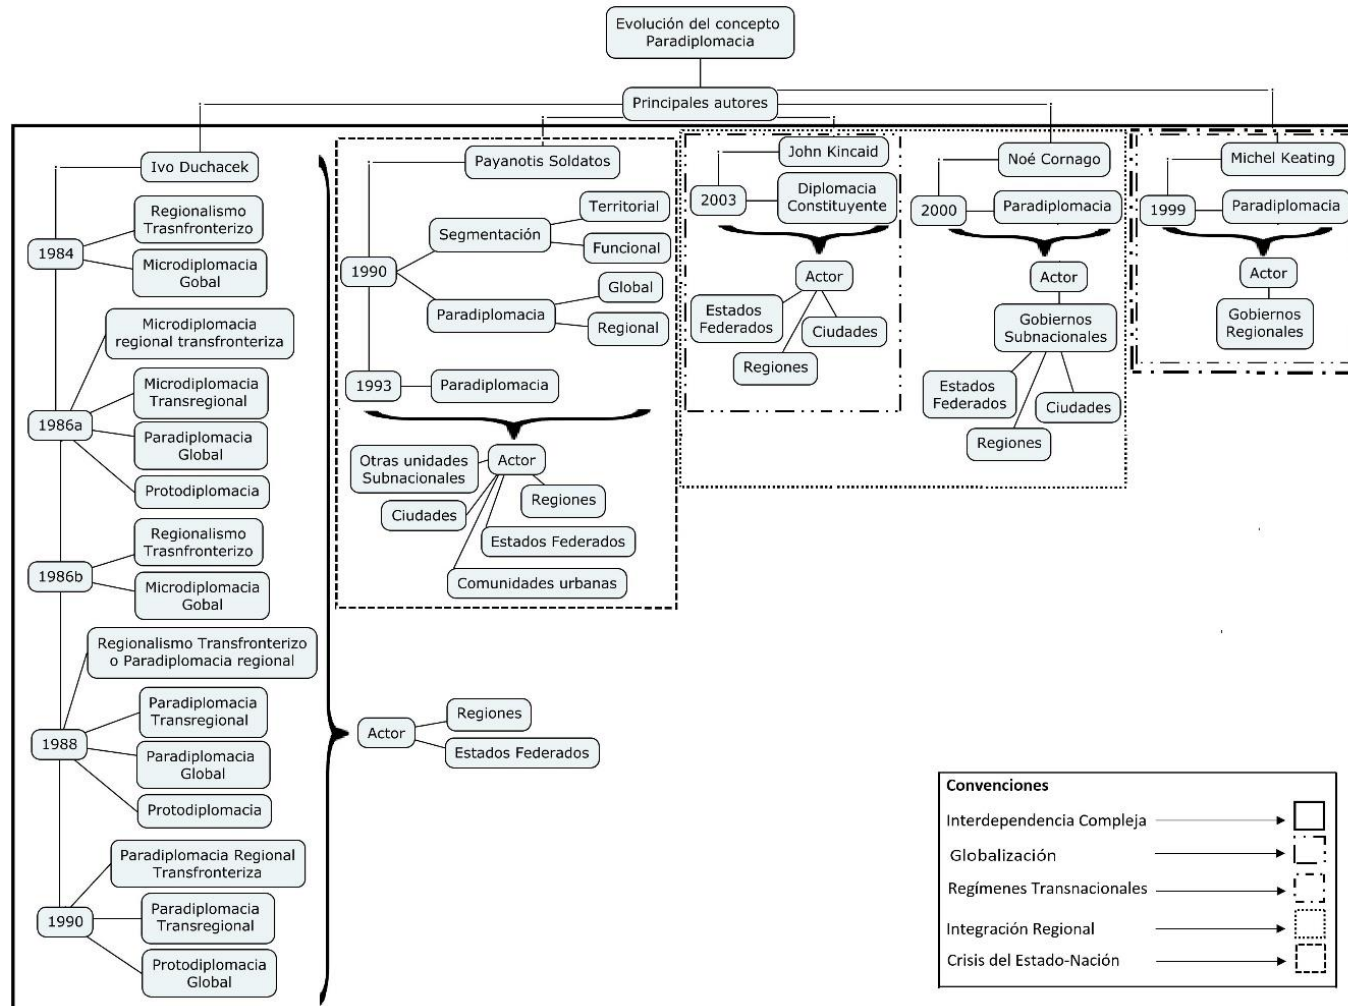 Evolución del concepto
Paradiplomacia
Principales autores
Ivo Duchacek
1984
Regionalismo
Trasnfronterizo
Microdiplomacia
Gobal
1986a
Microdiplomacia
regional transfronteriza
Microdiplomacia
Transregional
Paradiplomacia
Global
Protodiplomacia
1986b
Regionalismo
Trasnfronterizo
Microdiplomacia
Gobal
1988
Regionalismo Transfronterizo
o Paradiplomacia regional
Paradiplomacia
Transregional
Paradiplomacia
Global
Protodiplomacia
1990
Paradiplomacia Regional
Transfronteriza
Paradiplomacia
Transregional
Protodiplomacia
Global
Actor
Regiones
Estados Federados
Payanotis Soldatos
1990
Segmentación
Territorial
Funcional
Paradiplomacia
Global
Regional
1993
Paradiplomacia
Actor
Otras unidades
Subnacionales
Ciudades
Regiones
Estados Federados
Comunidades urbanas
John Kincaid
2003
Diplomacia
Constituyente
Actor
Estados
Federados
Ciudades
Regiones
Noé Cornago
2000
Paradiplomacia
Actor
Gobiernos
Subnacionales
Estados
Federados
Ciudades
Regiones
Michel Keating
1999
Paradiplomacia
Actor
Gobiernos
Regionales
Convenciones
Interdependencia Compleja
Globalización
Regímenes Transnacionales
Integración Regional
Crisis del Estado-Nación